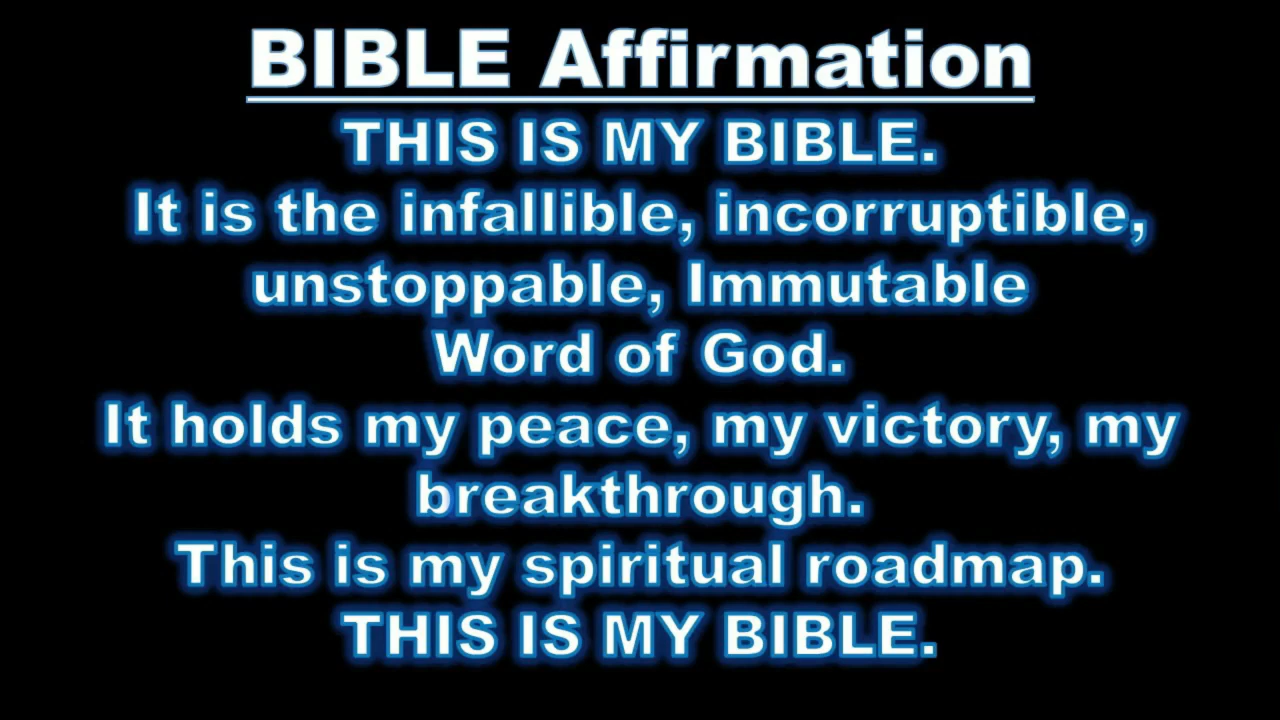 BIBLE Affirmation
THIS IS MY BIBLE.
It is the infallible, incorruptible,
unstoppable, Immutable
Word of God.
It holds my peace, my victory, my
breakthrough.
This is my spiritual roadmap.
THIS IS MY BIBLE.